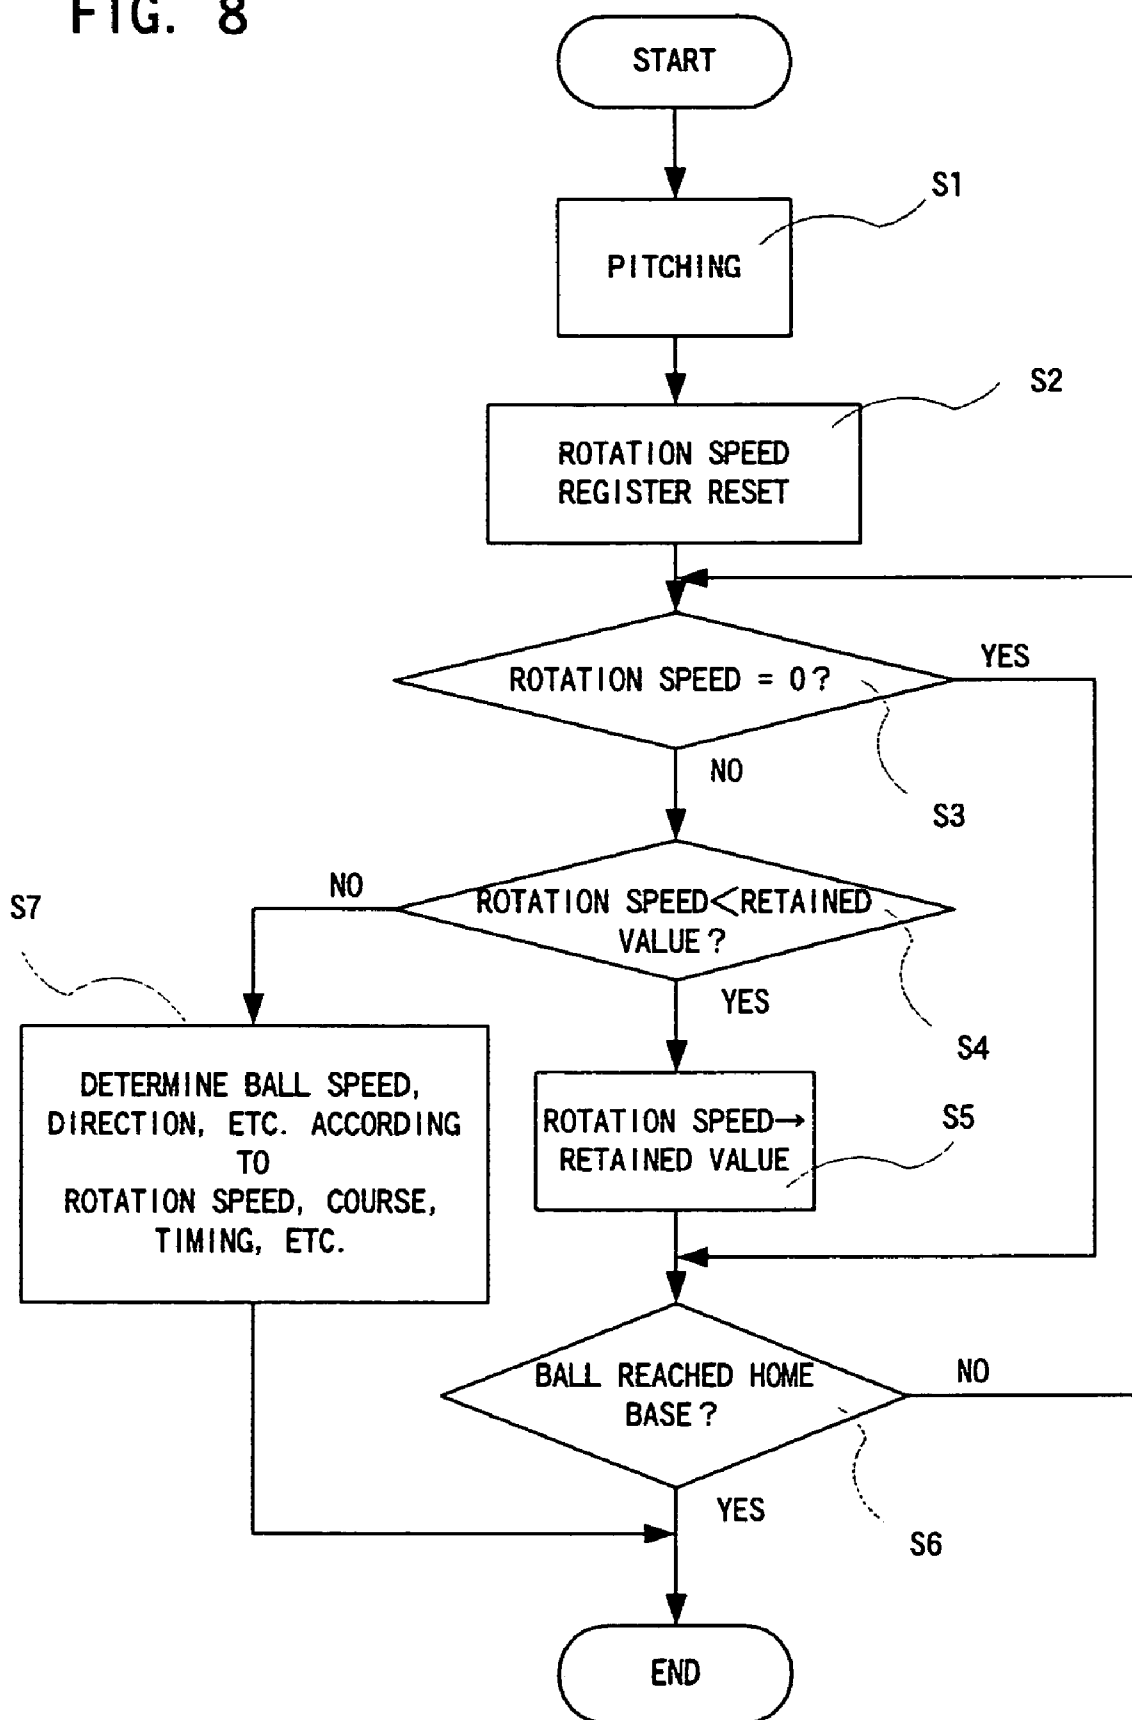 FIG. 8
START
S1
PITCHING
S2
ROTATION SPEED
REGISTER RESET
ROTATION SPEED = 0?
YES
NO
S3
NO
ROTATION SPEED<RETAINED
VALUE?
S7
YES
S4
DETERMINE BALL SPEED,
DIRECTION, ETC. ACCORDING
TO
ROTATION SPEED, COURSE,
TIMING, ETC.
ROTATION SPEED→
RETAINED VALUE
S5
BALL REACHED HOME
BASE?
NO
YES
S6
END